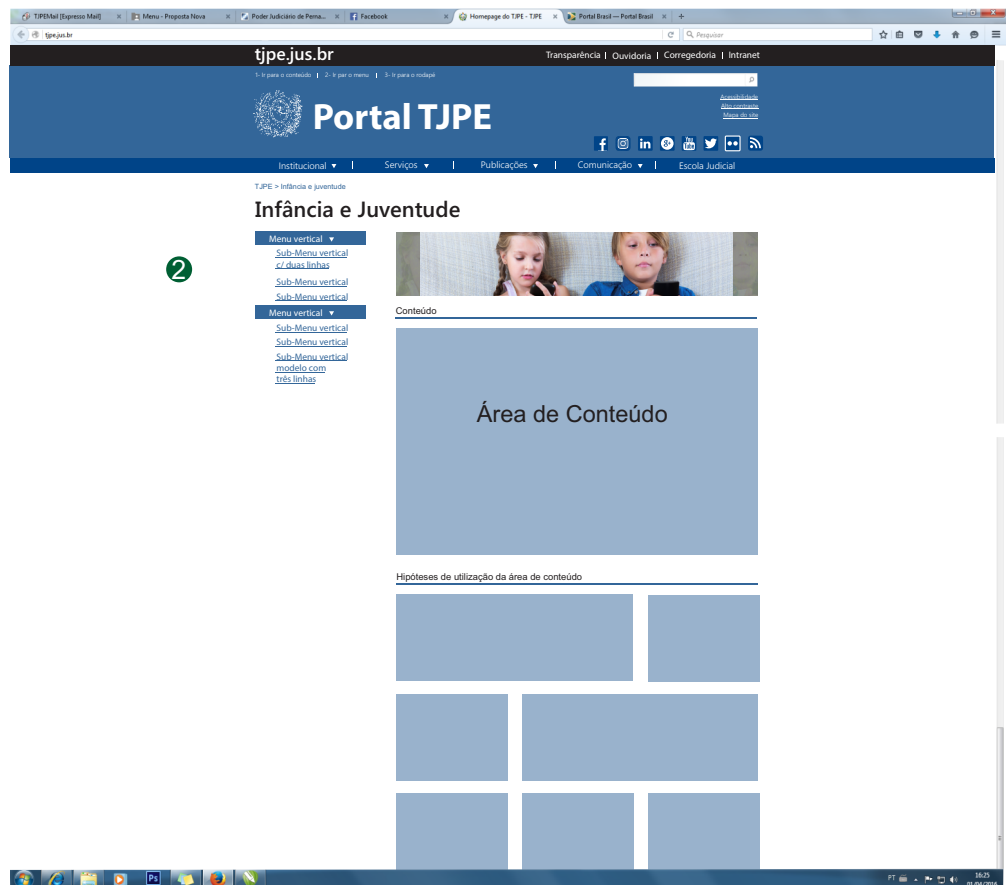 TJPEMail [Expresso Mail]
Menu - Proposta Nova
Poder Judiciário de Perna...
Facebook
Homepage do TJPE - TJPE
Portal Brasil — Portal Brasil
tjpe.jus.br
Pesquisar
tjpe.jus.br
Transparência | Ouvidoria | Corregedoria | Intranet
1- Ir para o conteúdo | 2- Ir par o menu | 3- Ir para o rodapé
Acessibilidade
Alto contraste
Mapa do site
Portal TJPE
Institucional ▼ | Serviços ▼ | Publicações ▼ | Comunicação ▼ | Escola Judicial
TJPE > Infância e juventude
Infância e Juventude
Menu vertical ▼
Sub-Menu vertical
c/ duas linhas
Sub-Menu vertical
Sub-Menu vertical
Menu vertical ▼
Sub-Menu vertical
Sub-Menu vertical
Sub-Menu vertical
modelo com
três linhas
2
Conteúdo
Área de Conteúdo
Hipóteses de utilização da área de conteúdo
Ps
PT
16:25